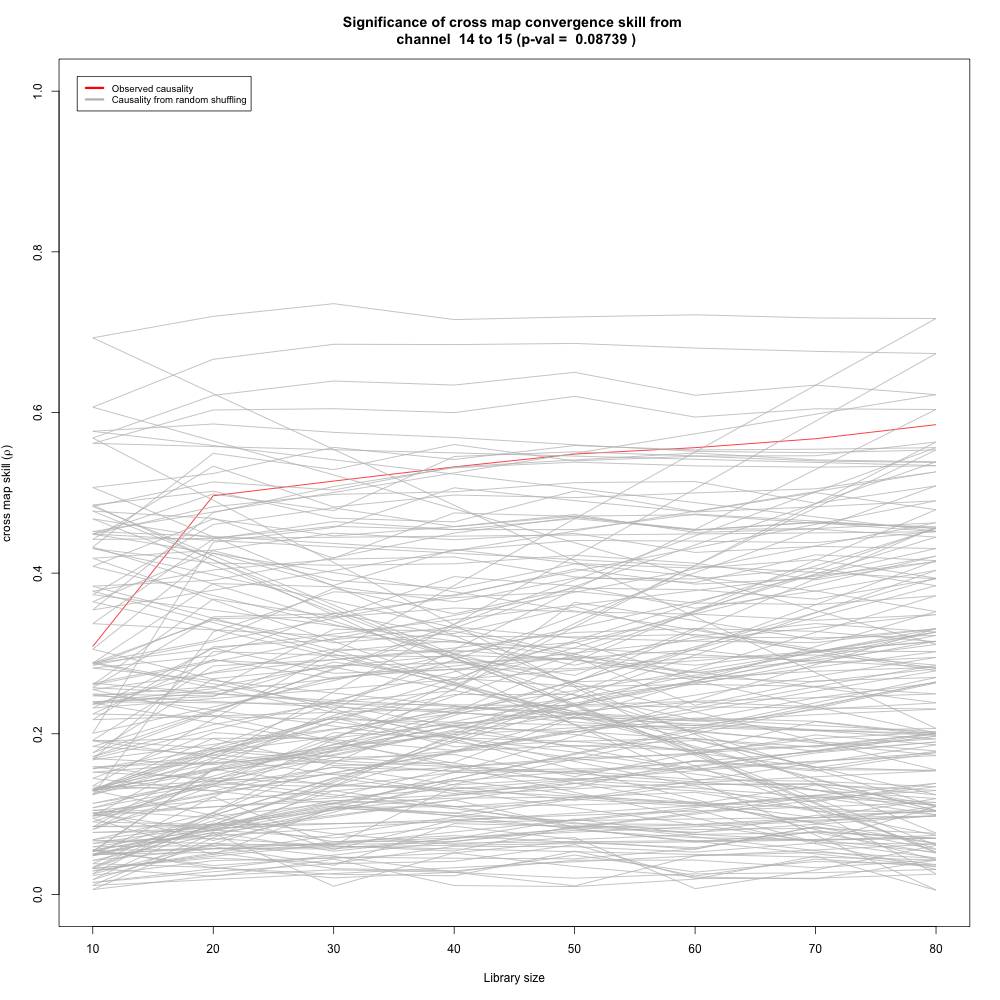 Significance of cross map convergence skill from
channel  14 to 15 (p-val =  0.08739 )
Observed causality
Causality from random shuffling
cross map skill (ρ)
1.0
0.8
0.6
0.4
0.2
0.0
10 20 30 40 50 60 70 80
Library size